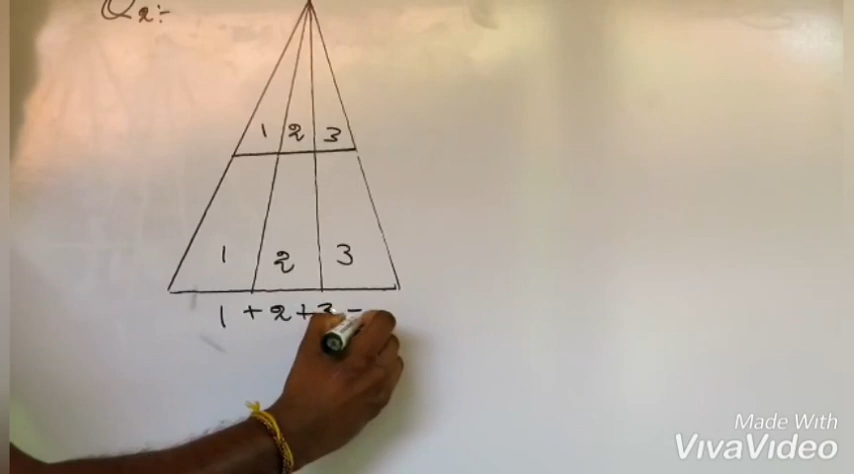 Q2:-
1 2 3
1 2 3
1 + 2 + 3 =
Made With
VivaVideo